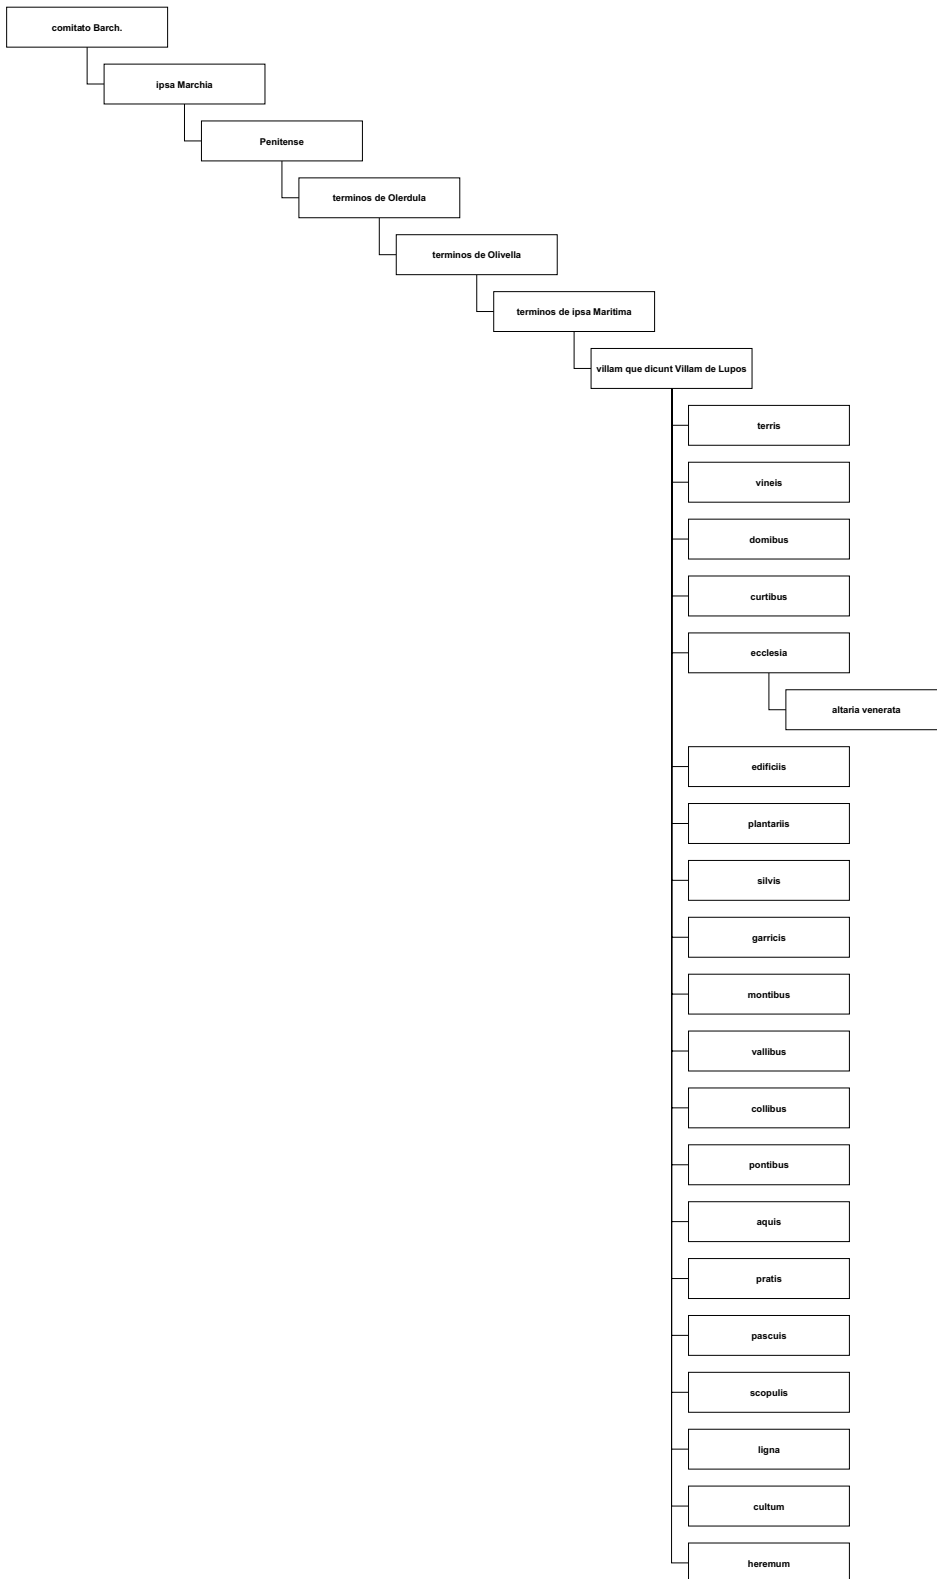 comitato Barch.
ipsa Marchia
Penitense
terminos de Olerdula
terminos de Olivella
terminos de ipsa Maritima
villam que dicunt Villam de Lupos
terris
vineis
domibus
curtibus
ecclesia
altaria venerata
edificiis
plantariis
silvis
garricis
montibus
vallibus
collibus
pontibus
aquis
pratis
pascuis
scopulis
ligna
cultum
heremum